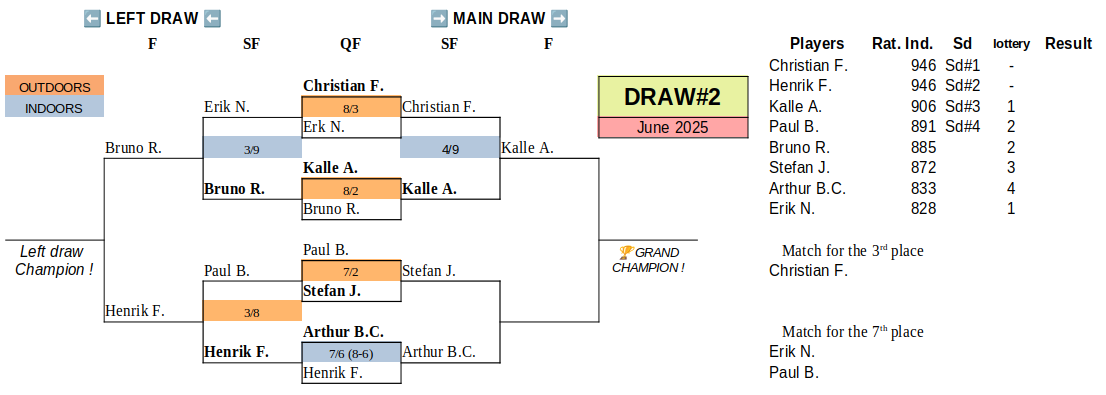 ⬅️ LEFT DRAW ⬅️ ➡️ MAIN DRAW ➡️
F SF QF SF F Players Rat. Ind. Sd lottery Result
Christian F. 946 Sd#1 -
Christian F. Henrik F. 946 Sd#2 -
OUTDOORS
INDOORS Erik N. 8/3 Christian F. DRAW#2 Kalle A. 906 Sd#3 1
Erk N. June 2025 Paul B. 891 Sd#4 2
Bruno R. 3/9 4/9 Kalle A. Bruno R. 885 2
Kalle A. Stefan J. 872 3
Bruno R. 8/2 Kalle A. Arthur B.C. 833 4
Bruno R. Erik N. 828 1
Left draw Paul B. 🏆GRAND Match for the 3rd place
Champion ! Paul B. 7/2 Stefan J. CHAMPION ! Christian F.
Stefan J.
Henrik F. 3/8
Arthur B.C. Match for the 7th place
Henrik F. 7/6 (8-6) Arthur B.C. Erik N.
Henrik F. Paul B.